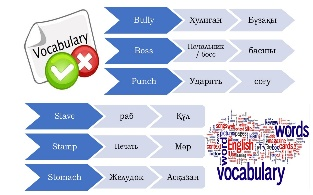 Vocabulary
Bully Хулиган Бұзақы
Boss Начальник / босс басшы
Punch Ударить соғу
Slave раб Құл
Stamp Печать Мөр
Stomach Желудок Асқазан
words
English
vocabulary